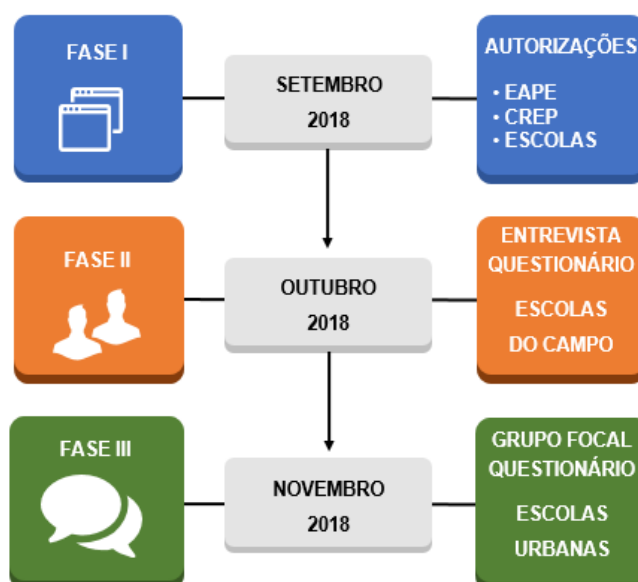 FASE I
SETEMBRO
2018
AUTORIZAÇÕES
• EAPE
• CREP
• ESCOLAS
FASE II
OUTUBRO
2018
ENTREVISTA
QUESTIONÁRIO
ESCOLAS
DO CAMPO
FASE III
NOVEMBRO
2018
GRUPO FOCAL
QUESTIONÁRIO
ESCOLAS
URBANAS